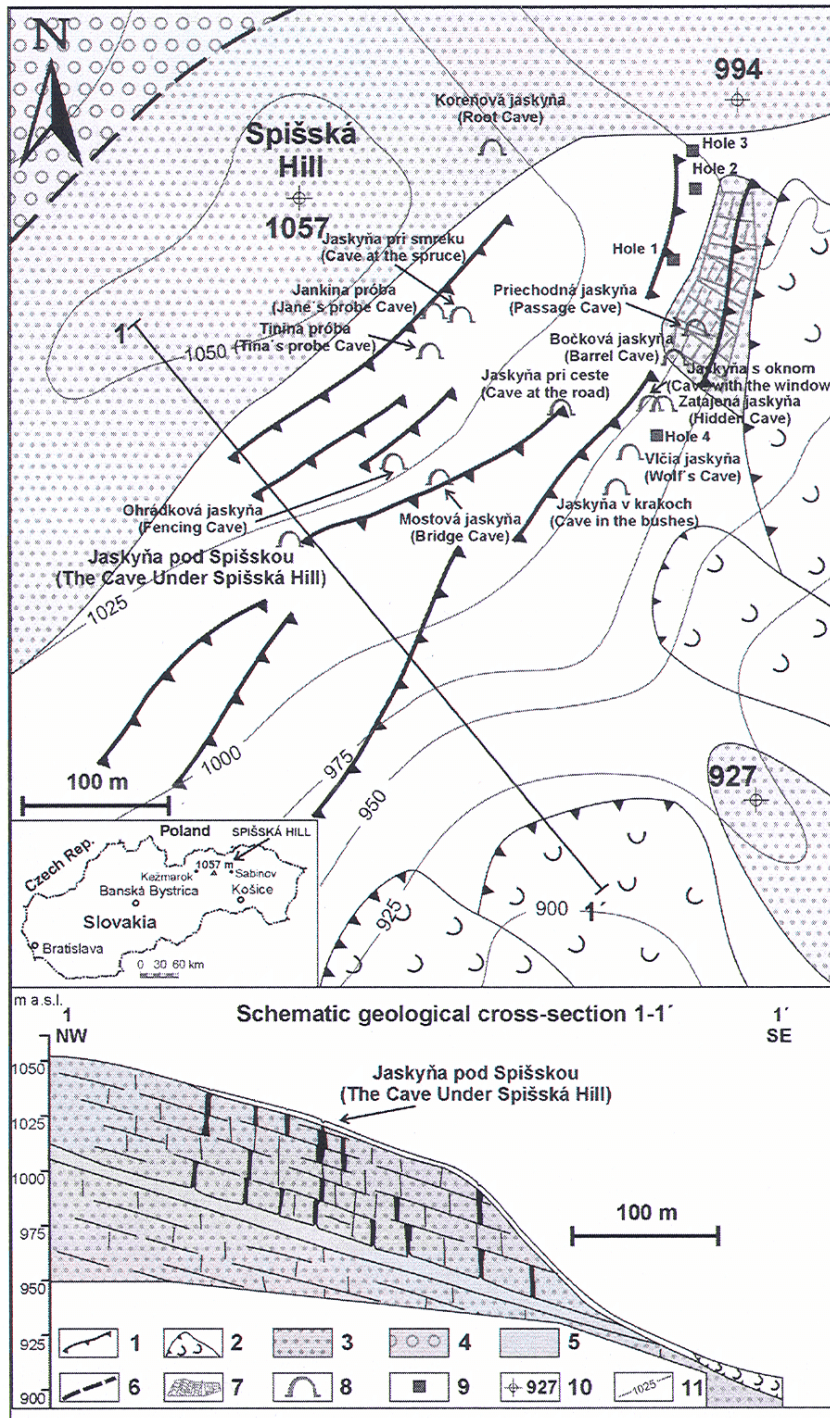 N
994
Koreňová jaskyňa
(Root Cave)
Spišská
Hill
1057
Hole 3
Hole 2
Hole 1
Jaskyňa pri smreku
(Cave at the spruce)
Jankina próba
(Jane´s probe Cave)
Tinina próba
(Tina´s probe Cave)
Priechodná jaskyňa
(Passage Cave)
Bočková jaskyňa
(Barrel Cave)
1
1050
Jaskyňa pri ceste
(Cave at the road)
Jaskyňa s oknom
(Cave with the window)
Zatajená jaskyňa
(Hidden Cave)
Hole 4
Vlčia jaskyňa
(Wolf´s Cave)
Ohrádková jaskyňa
(Fencing Cave)
Mostová jaskyňa
(Bridge Cave)
Jaskyňa v krakoch
(Cave in the bushes)
Jaskyňa pod Spišskou
(The Cave Under Spišská Hill)
1025
1000
975
950
927
100 m
925
900
1´
Czech Rep.
Poland
SPIŠSKÁ HILL
1057 m
Kežmarok
Sabinov
Banská Bystrica
Košice
Slovakia
Bratislava
0 30 60 km
m a.s.l.
1
NW
Schematic geological cross-section 1-1´
1´
SE
Jaskyňa pod Spišskou
(The Cave Under Spišská Hill)
1050
1025
1000
975
950
925
900
100 m
1 2 3 4 5
6 7 8 9 927 10 1025 11